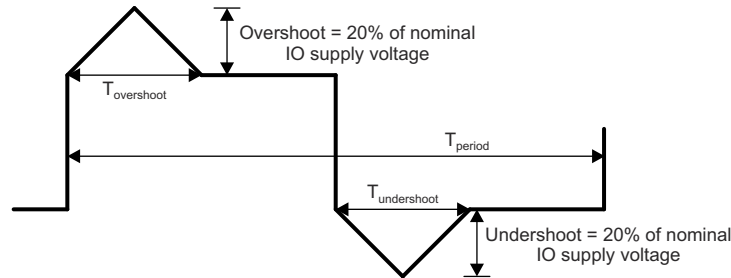 Overshoot = 20% of nominal
IO supply voltage
Tovershoot
Tperiod
Tundershoot
Undershoot = 20% of nominal
IO supply voltage